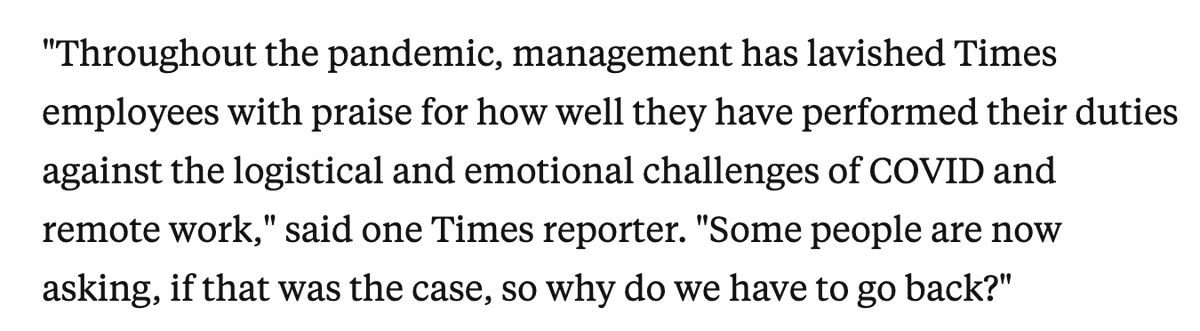 "Throughout the pandemic, management has lavished Times
employees with praise for how well they have performed their duties
against the logistical and emotional challenges of COVID and
remote work," said one Times reporter. "Some people are now
asking, if that was the case, so why do we have to go back?"